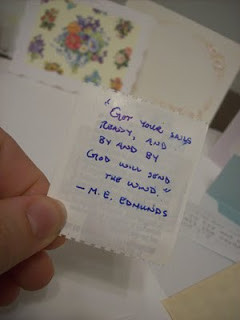 "GET YOUR SAILS
READY, AND
BY AND BY
GOD WILL SEND
THE WIND."
— M.E. EDMUNDS